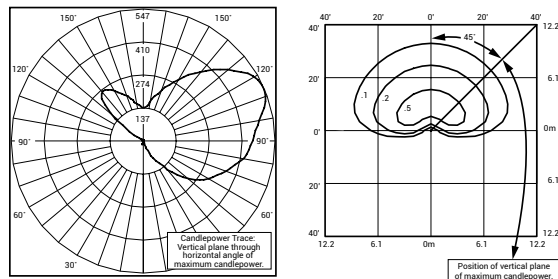 150˚ 547 150˚
410
120˚ 274 120˚
137
90˚ 90˚
60˚ 60˚
30˚
Candlepower Trace:
Vertical plane through
horizontal angle of
maximum candlepower.
40' 20' 0' 20' 40'
40' 12.2
45˚
20' 6.1
.1 .2 .5
0' 0m
20' 6.1
40' 12.2
12.2 6.1 0m 6.1 12.2
Position of vertical plane
of maximum candlepower.